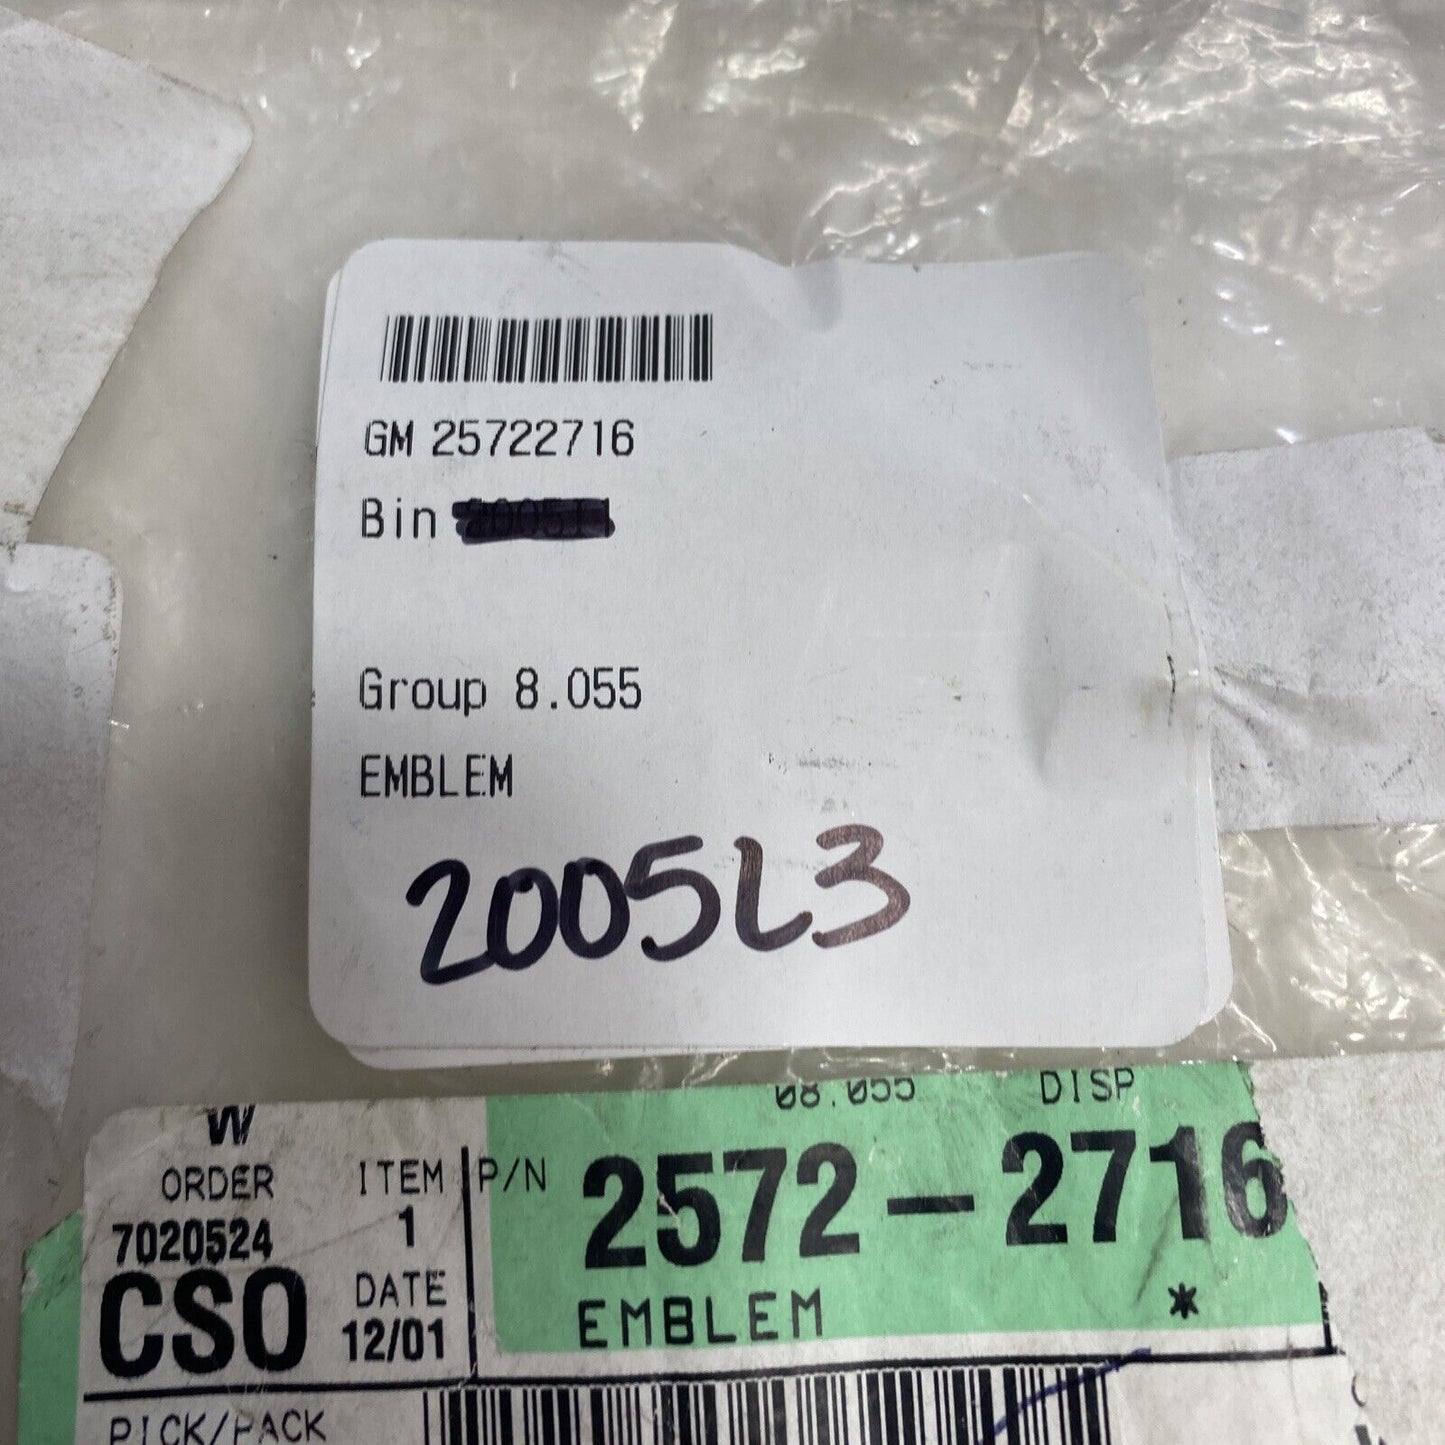 GM 25722716
Bin
Group 8.055
EMBLEM
2005L3
08.055 DISP
W
ORDER ITEM P/N 2572-2716
7020524 1
CSO DATE EMBLEM *
12/01
PICK/PACK